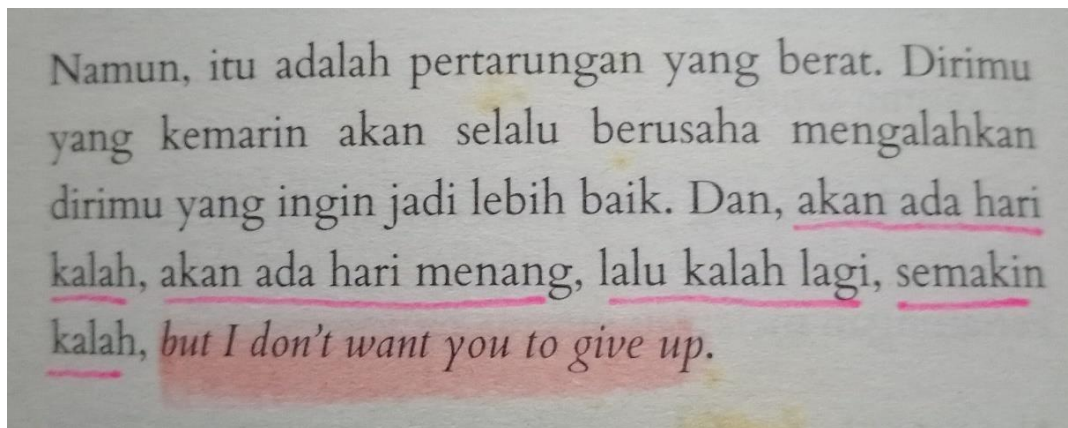 Namun, itu adalah pertarungan yang berat. Dirimu
yang kemarin akan selalu berusaha mengalahkan
dirimu yang ingin jadi lebih baik. Dan, akan ada hari
kalah, akan ada hari menang, lalu kalah lagi, semakin
kalah, but I don't want you to give up.